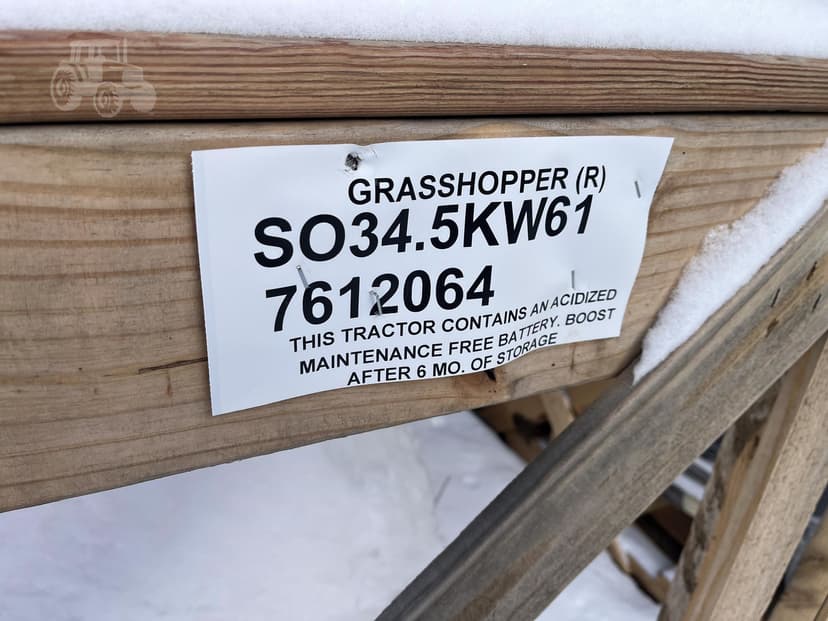 GRASSHOPPER (R)
SO34.5KW61
7612064
THIS TRACTOR CONTAINS AN ACIDIZED
MAINTENANCE FREE BATTERY. BOOST
AFTER 6 MO. OF STORAGE